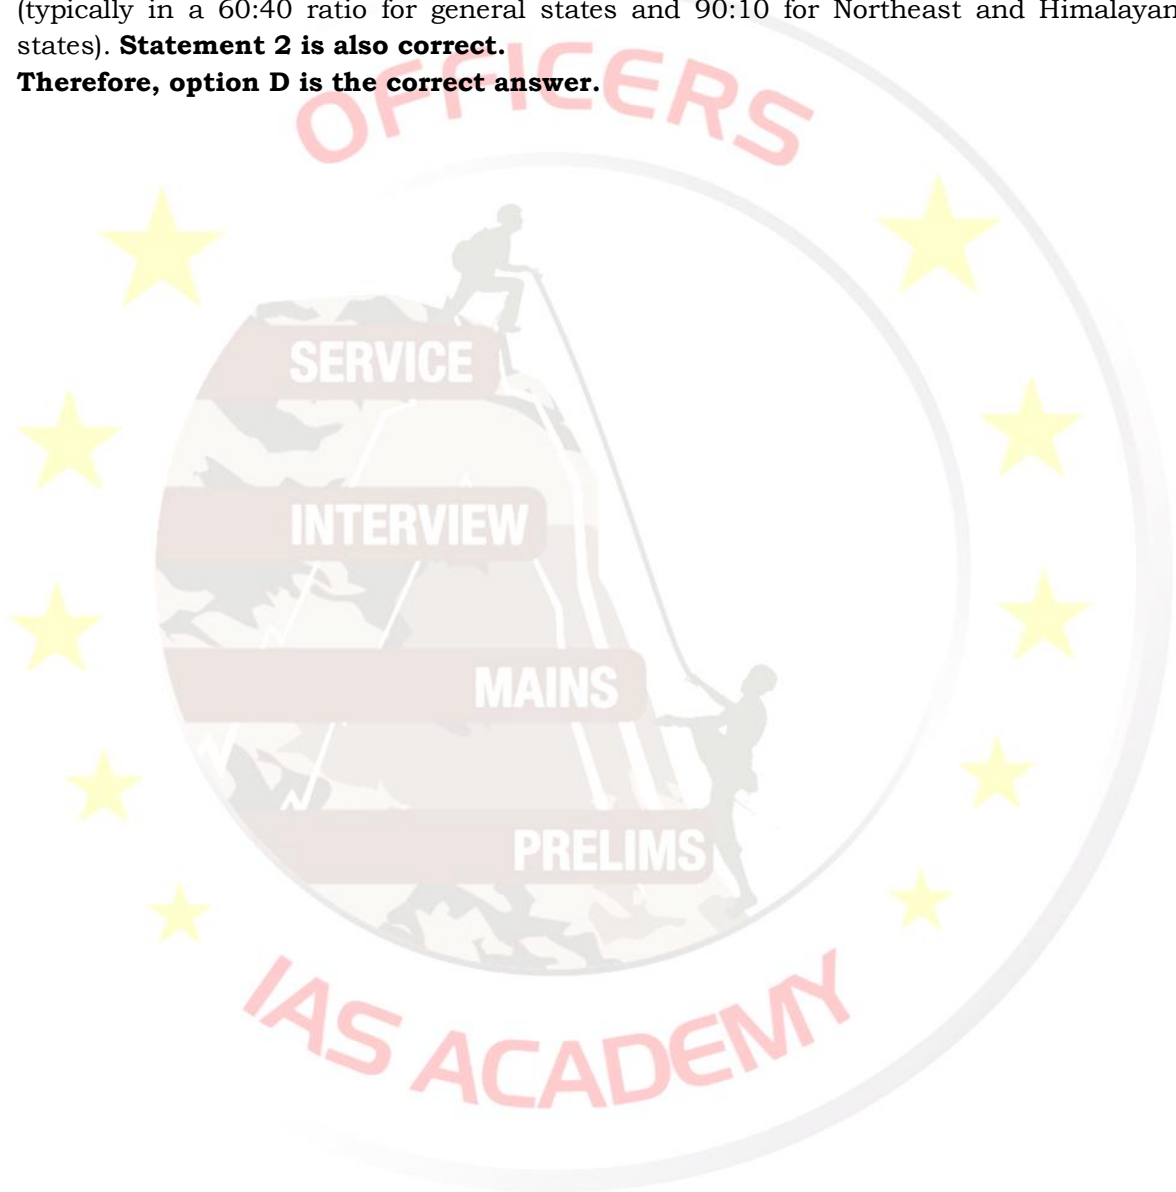 (typically in a 60:40 ratio for general states and 90:10 for Northeast and Himalayan
states). Statement 2 is also correct.
Therefore, option D is the correct answer.
OFFICERS
SERVICE
INTERVIEW
MAINS
PRELIMS
IAS ACADEMY